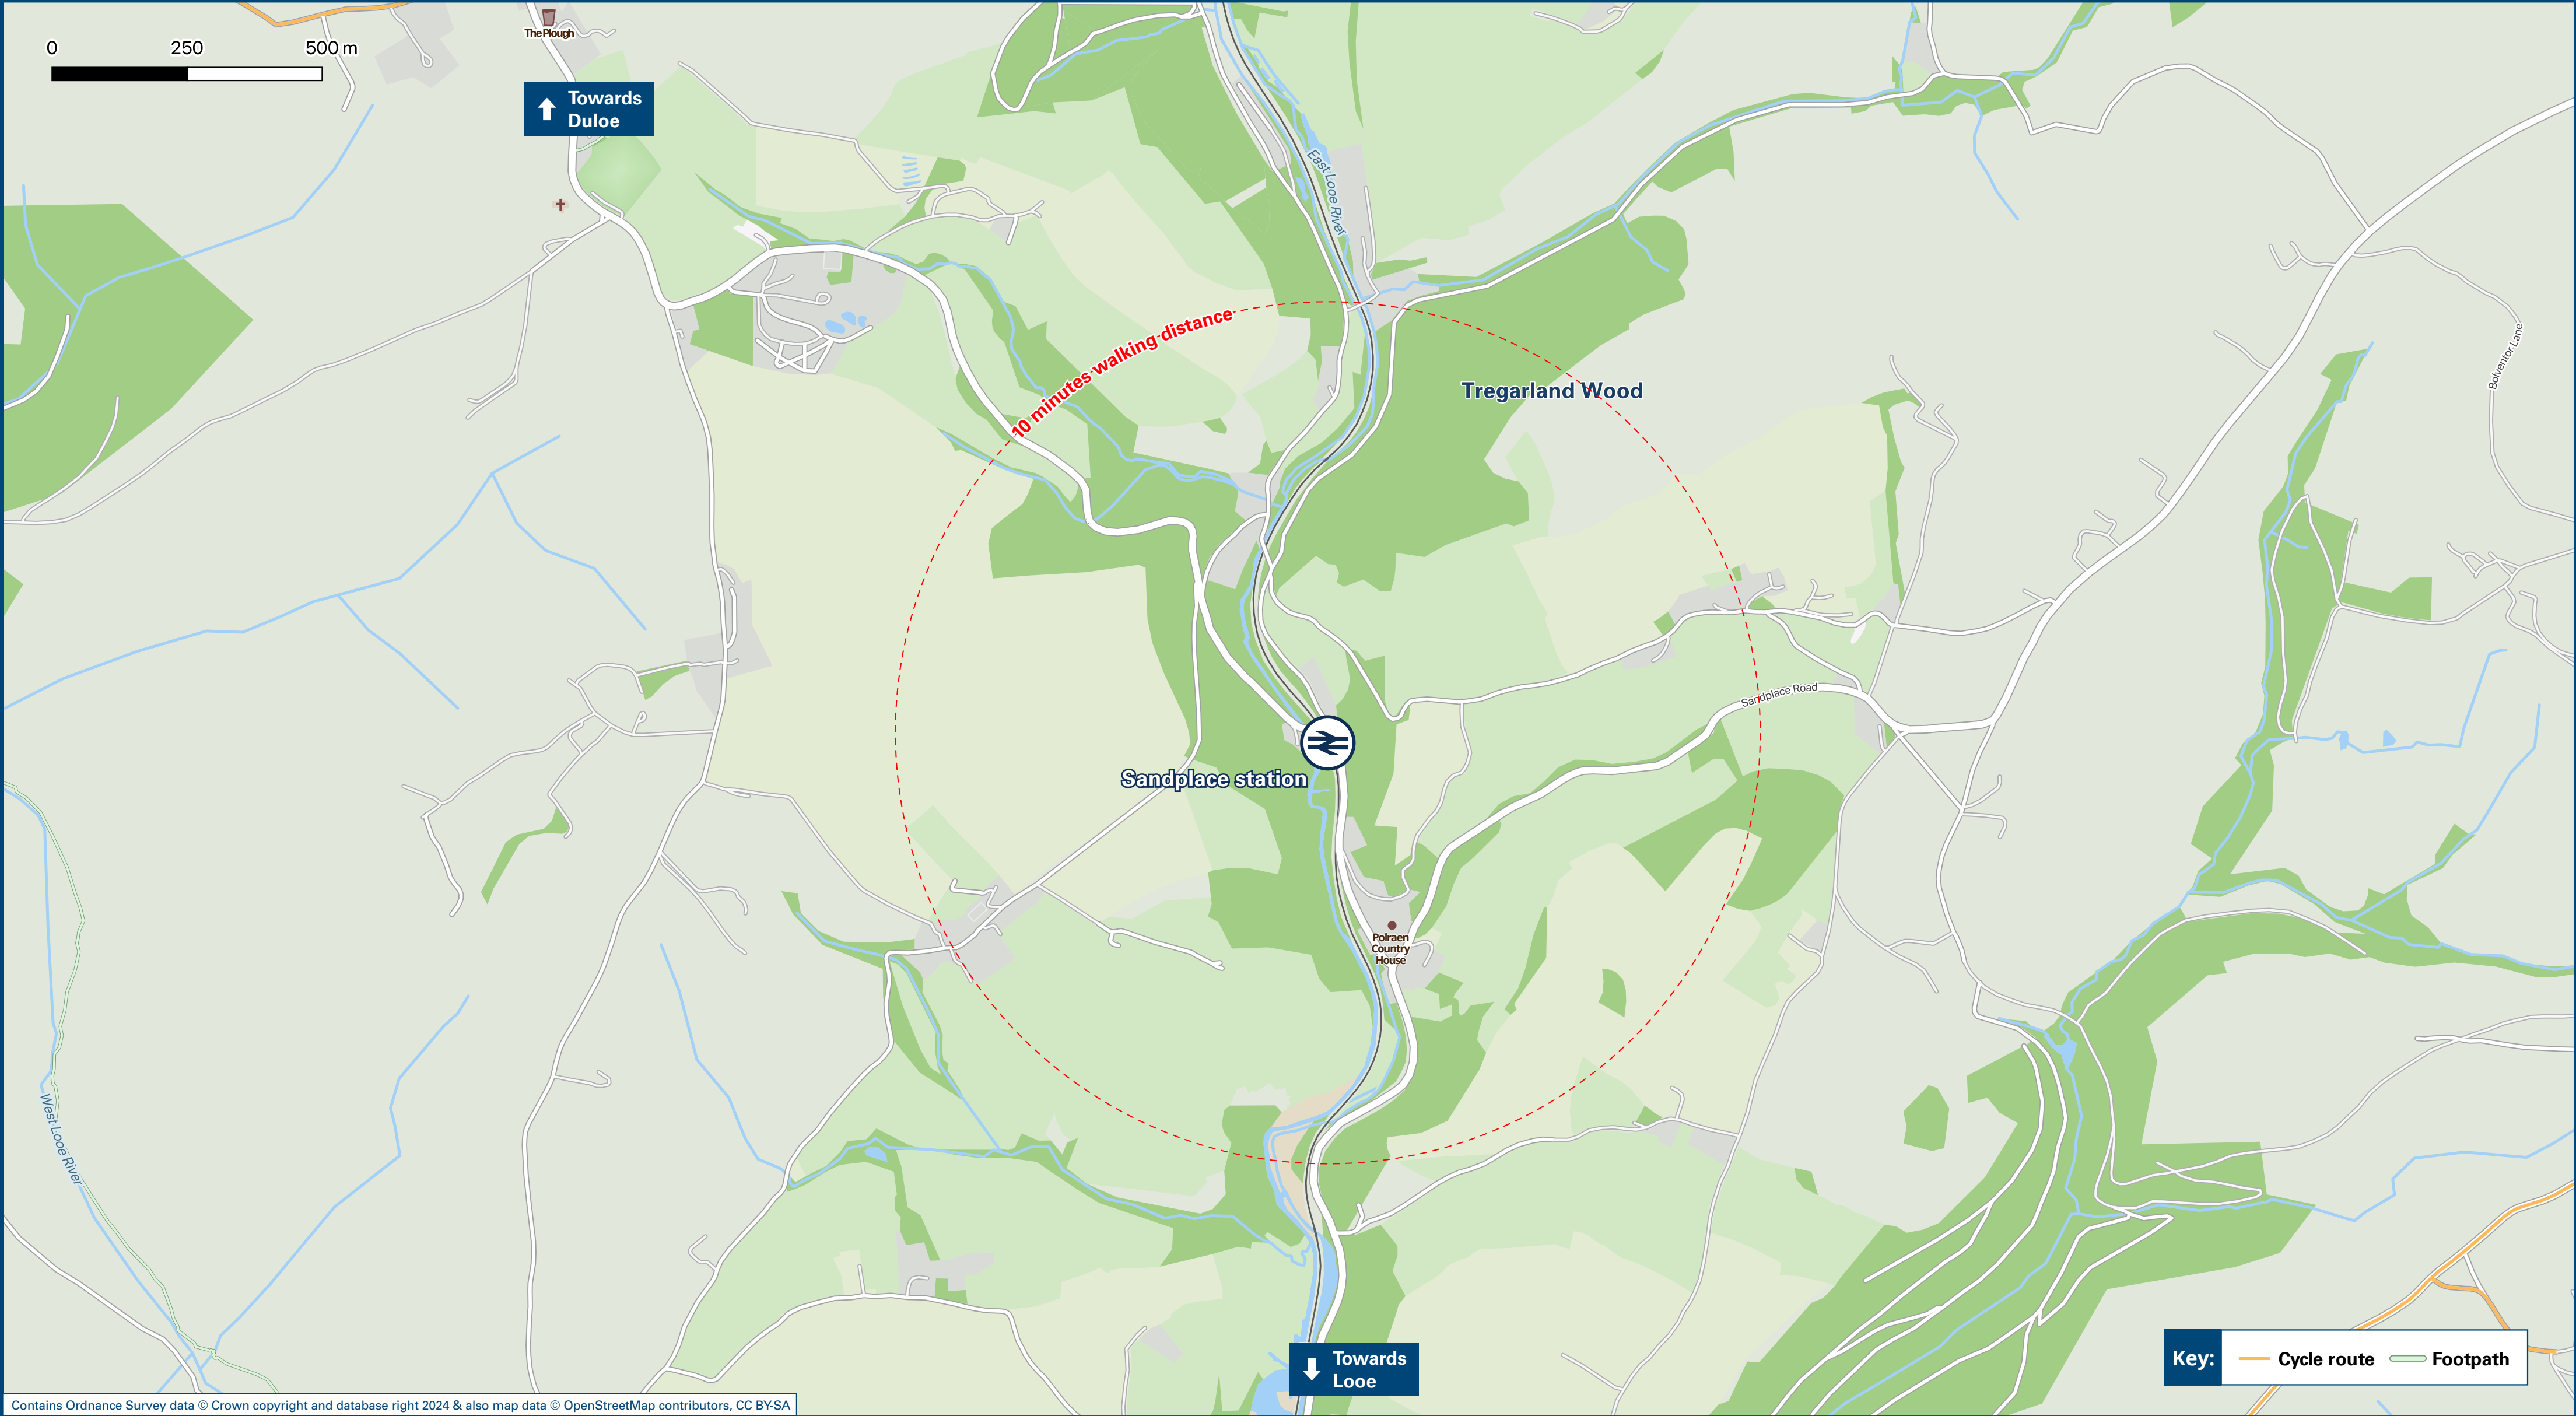 0 250 500 m
The Plough
Towards
Duloe
East Looe River
10 minutes walking distance
Tregarland Wood
Bolventor Lane
Sandplace Road
Sandplace station
Polraen
Country
House
West Looe River
Towards
Looe
Key: Cycle route Footpath
Contains Ordnance Survey data © Crown copyright and database right 2024 & also map data © OpenStreetMap contributors, CC BY-SA